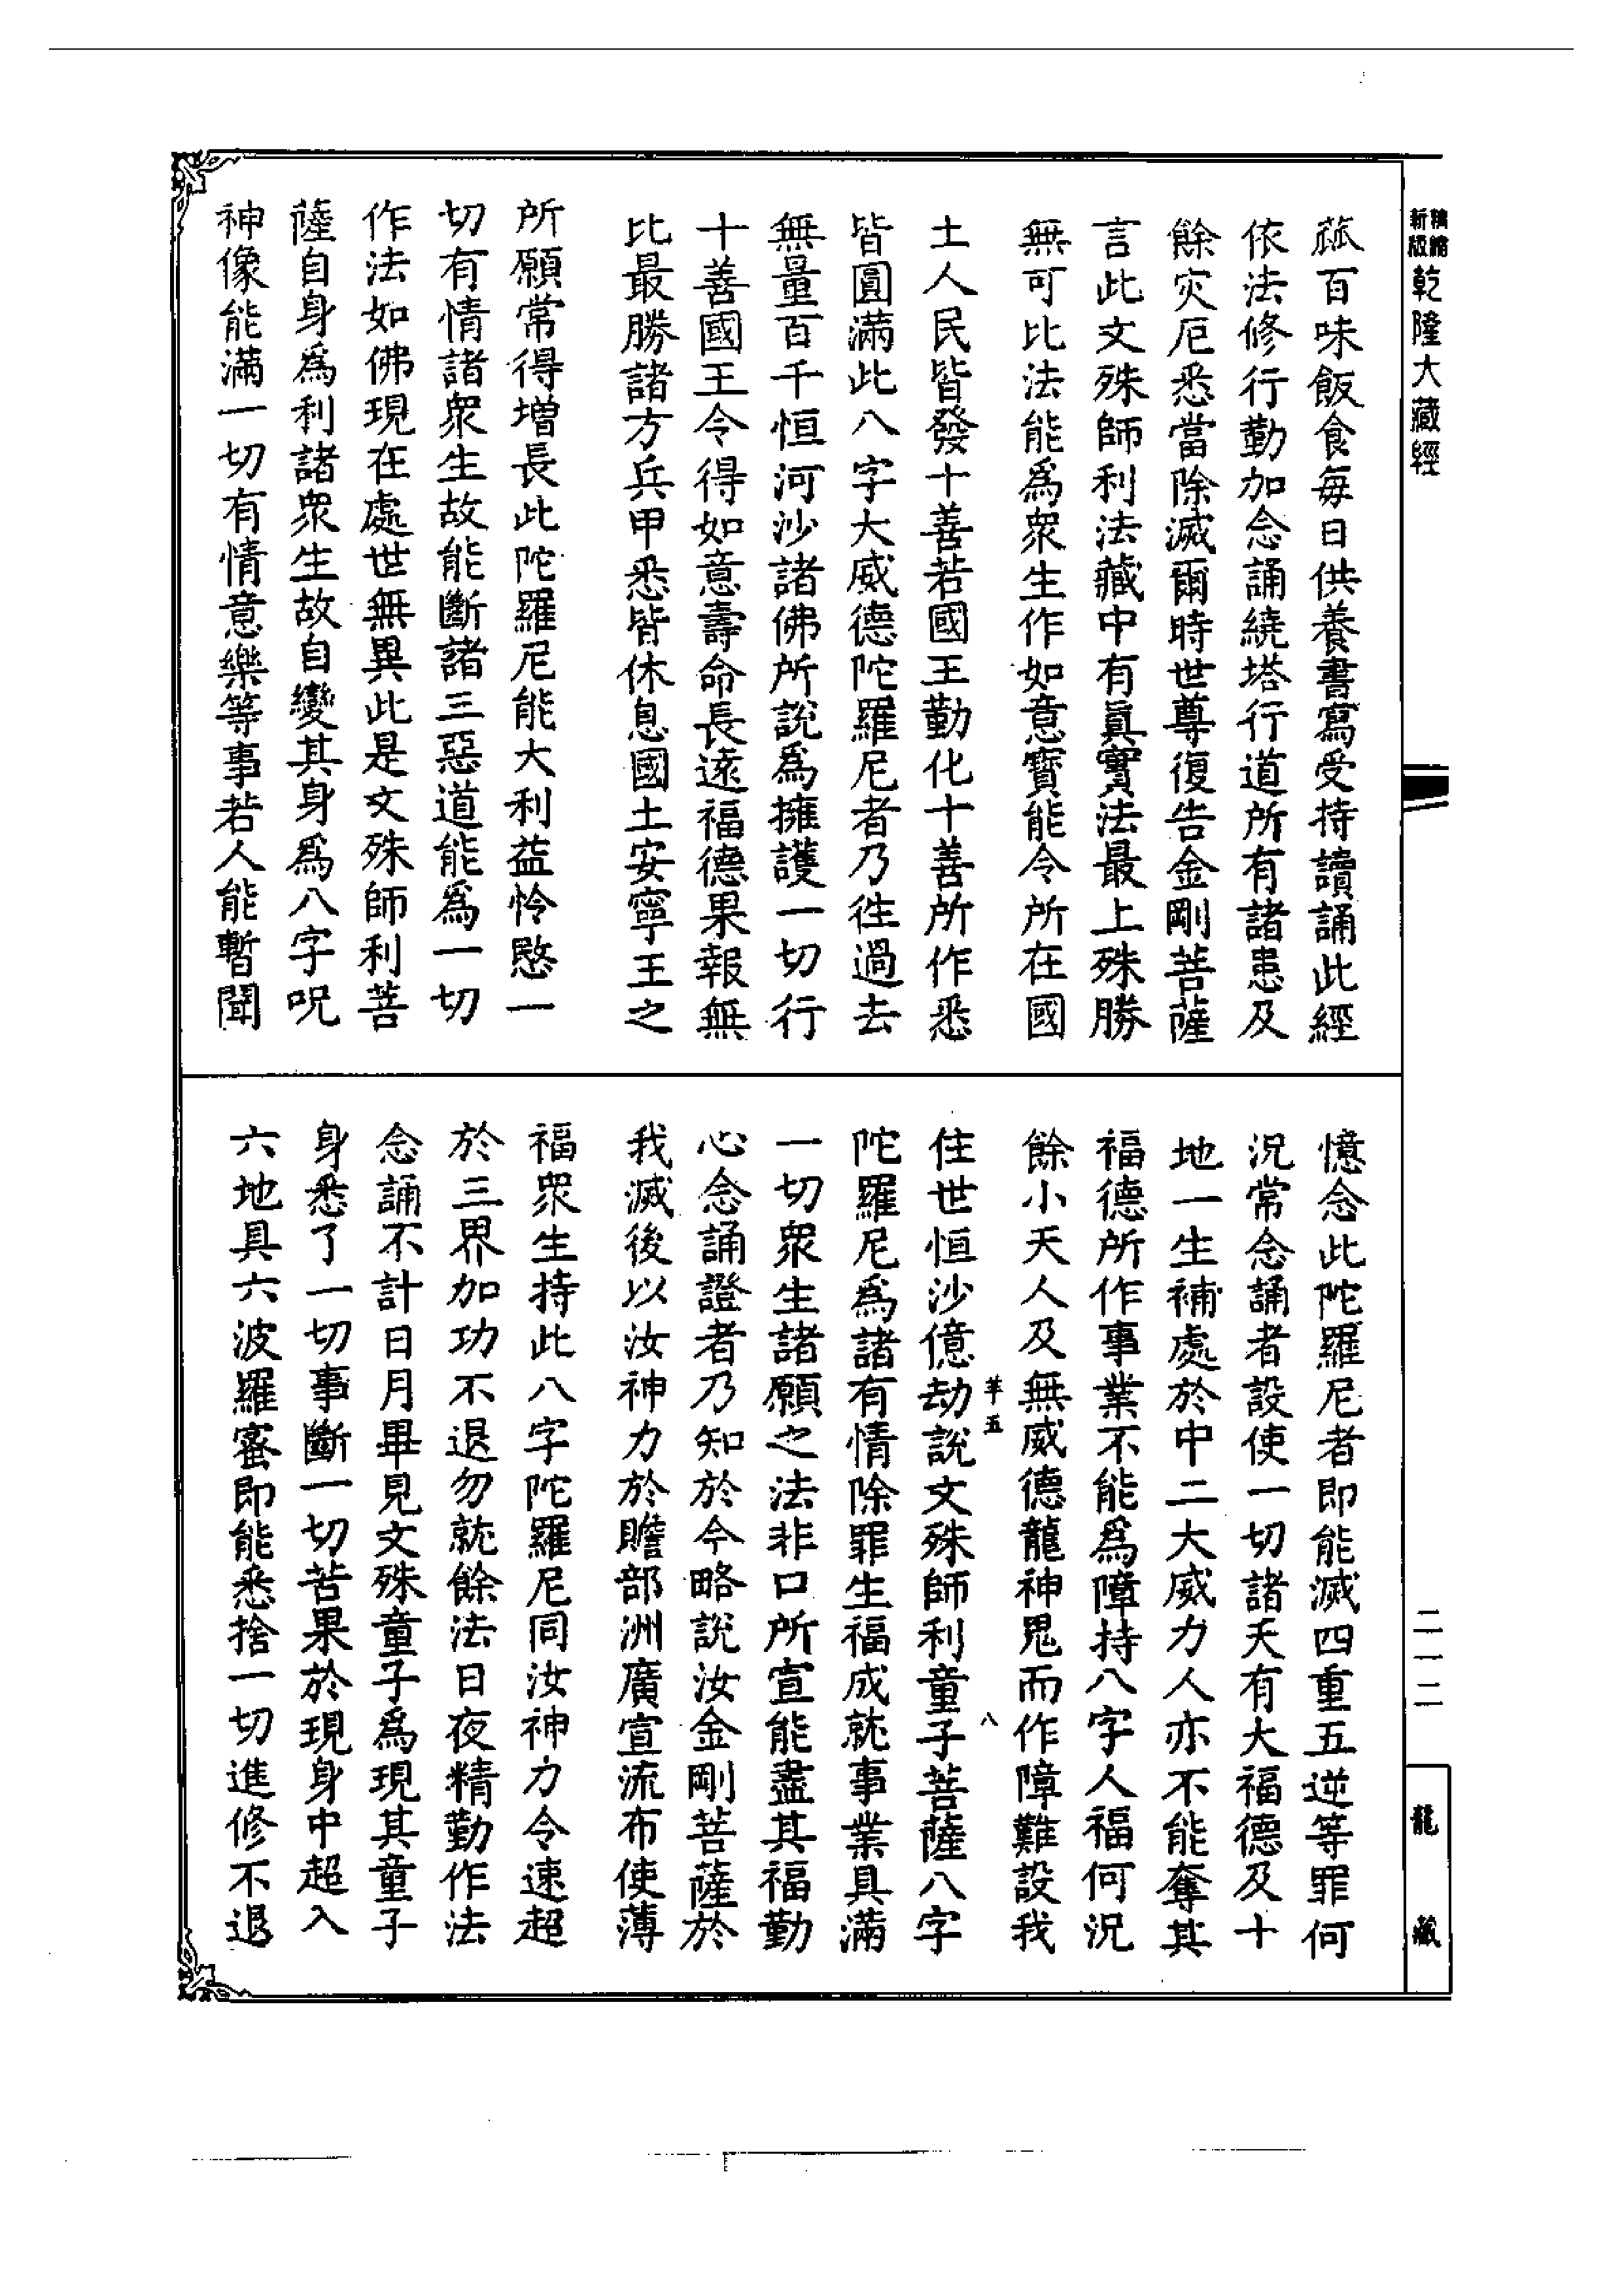 新版精縮乾隆大藏經
蓏百味飯食每日供養書寫受持讀誦此經
依法修行勤加念誦繞塔行道所有諸患及
餘灾厄悉當除滅爾時世尊復告金剛菩薩
言此文殊師利法藏中有眞實法最上殊勝
無可比法能爲衆生作如意寶能令所在國
土人民皆發十善若國王勤化十善所作悉
皆圓滿此八字大威德陀羅尼者乃往過去
無量百千恒河沙諸佛所說爲擁護一切行
十善國王令得如意壽命長遠福德果報無
比最勝諸方兵甲悉皆休息國土安寧王之
所願常得增長此陀羅尼能大利益怜愍一
切有情諸衆生故能斷諸三惡道能爲一切
作法如佛現在處世無異此是文殊師利菩
薩自身爲利諸衆生故自變其身爲八字呪
神像能滿一切有情意樂等事若人能暫聞
憶念此陀羅尼者即能滅四重五逆等罪何
況常念誦者設使一切諸天有大福德及十
地一生補處於中二大威力人亦不能奪其
福德所作事業不能爲障持八字人福何況
餘小天人及無威德龍神鬼而作障難設我
羊五 八
住世恒沙億劫說文殊師利童子菩薩八字
陀羅尼爲諸有情除罪生福成就事業具滿
一切衆生諸願之法非口所宣能盡其福勤
心念誦證者乃知於今略說汝金剛菩薩於
我滅後以汝神力於贍部洲廣宣流布使薄
福衆生持此八字陀羅尼同汝神力令速超
於三界加功不退勿就餘法日夜精勤作法
念誦不計日月畢見文殊童子爲現其童子
身悉了一切事斷一切苦果於現身中超入
六地具六波羅蜜即能悉捨一切進修不退
二一二
龍藏